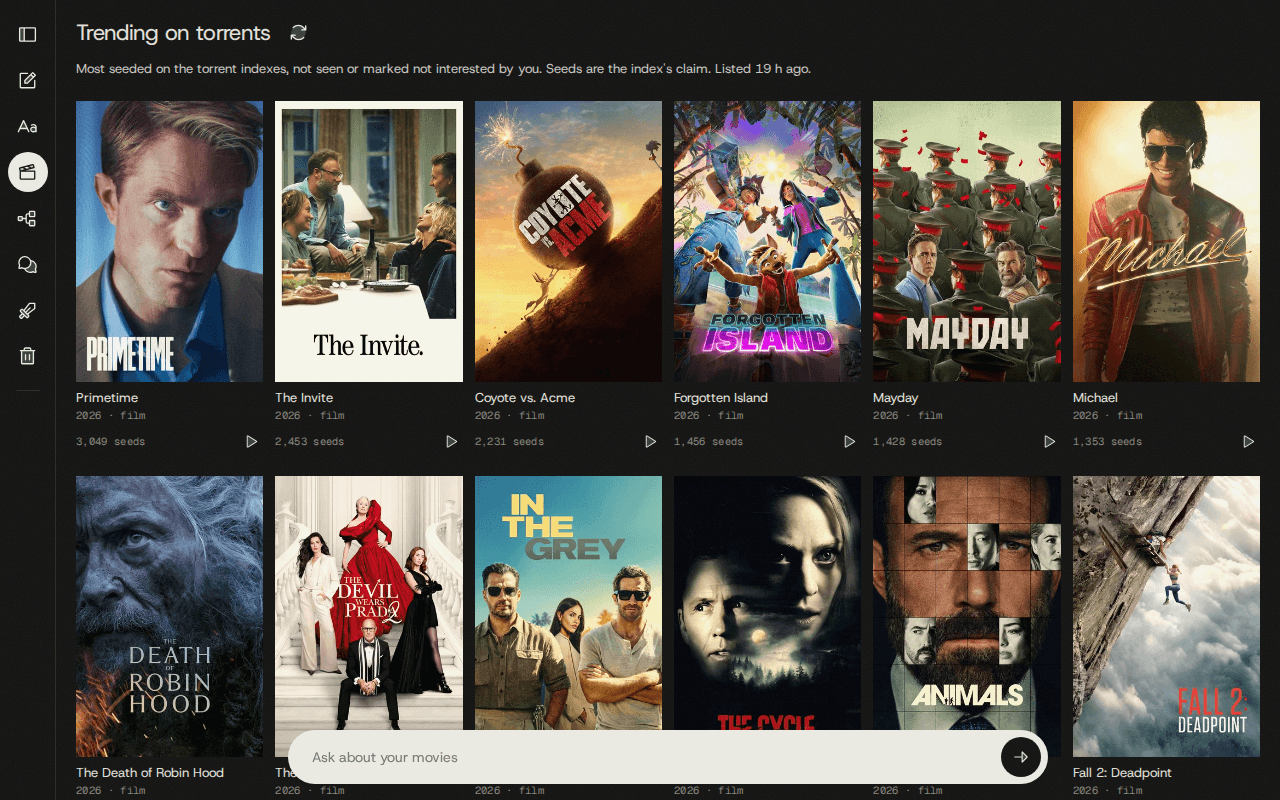 Trending on torrents
Most seeded on the torrent indexes, not seen or marked not interested by you. Seeds are the index's claim. Listed 19 h ago.
Aa
PRIMETIME
The Invite.
COYOTE
vs.
ACME
FORGOTTEN
ISLAND
MAYDAY
Michael
Primetime
The Invite
Coyote vs. Acme
Forgotten Island
Mayday
Michael
2026 · film
2026 · film
2026 · film
2026 · film
2026 · film
2026 · film
3,049 seeds
2,453 seeds
2,231 seeds
1,456 seeds
1,428 seeds
1,353 seeds
THE
DEATH
OF
ROBIN
HOOD
THE
DEVIL
WEARS
PRADA
2
IN
THE
GREY
THE CYCLE
ANIMALS
FALL 2:
DEADPOINT
Ask about your movies
The Death of Robin Hood
The
Fall 2: Deadpoint
2026 · film
2026 · film
2026 · film
2026 · film
2026 · film
2026 · film